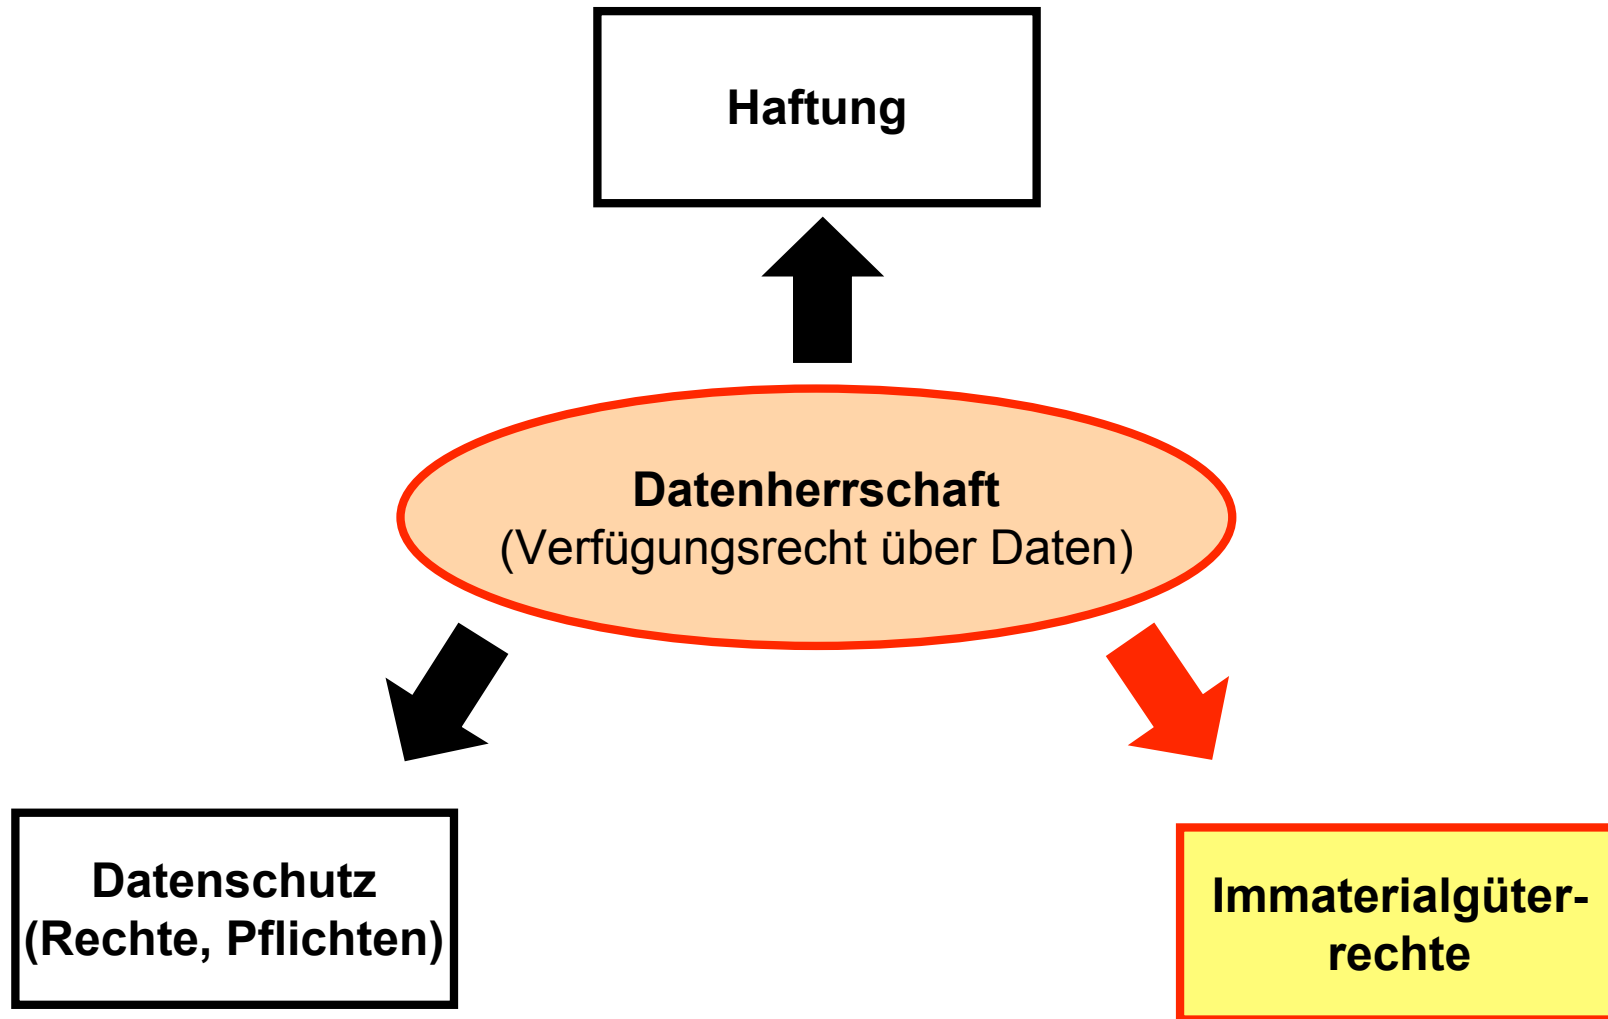 Haftung
Datenherrschaft
(Verfügungsrecht über Daten)
Datenschutz
(Rechte, Pflichten)
Immaterialgüter-
rechte